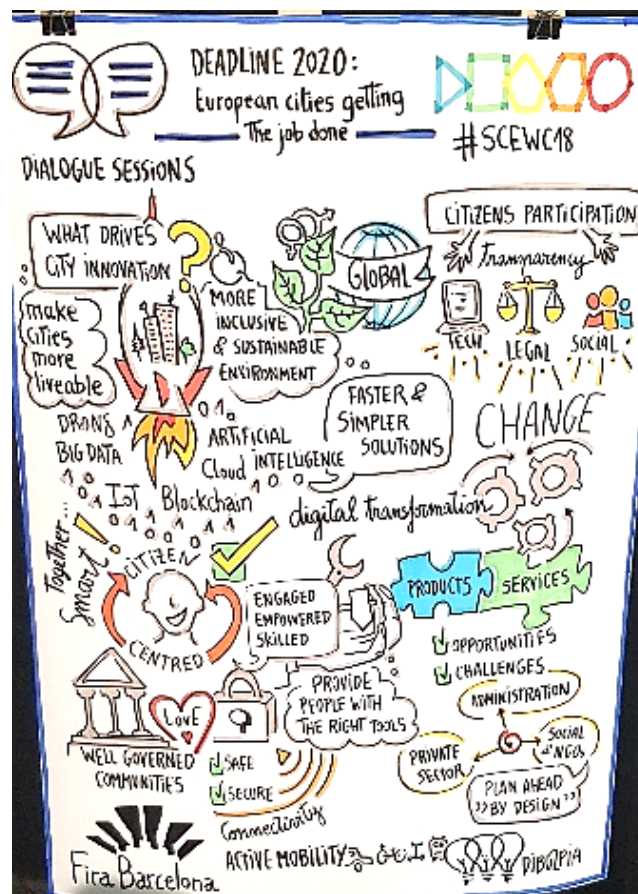 DEADLINE 2020:
European cities getting
The job done
#SCEWC18
DIALOGUE SESSIONS
WHAT DRIVES
CITY INNOVATION
?
make
cities
more
liveable
MORE
INCLUSIVE
& SUSTAINABLE
ENVIRONMENT
GLOBAL
CITIZENS PARTICIPATION
Transparency
TECH
LEGAL
SOCIAL
FASTER &
SIMPLER
SOLUTIONS
CHANGE
DRONS
BIG DATA
ARTIFICIAL
INTELLIGENCE
Cloud
IoT
Blockchain
digital transformation
Together...
Smart!
CITIZEN
CENTRED
ENGAGED
EMPOWERED
SKILLED
PRODUCTS
SERVICES
OPPORTUNITIES
CHALLENGES
PROVIDE
PEOPLE WITH
THE RIGHT TOOLS
LOVE
WELL GOVERNED
COMMUNITIES
SAFE
SECURE
Connectivity
ADMINISTRATION
PRIVATE
SECTOR
SOCIAL
NGOs
PLAN AHEAD
"BY DESIGN"
Fira Barcelona
ACTIVE MOBILITY
DIBUZPIA